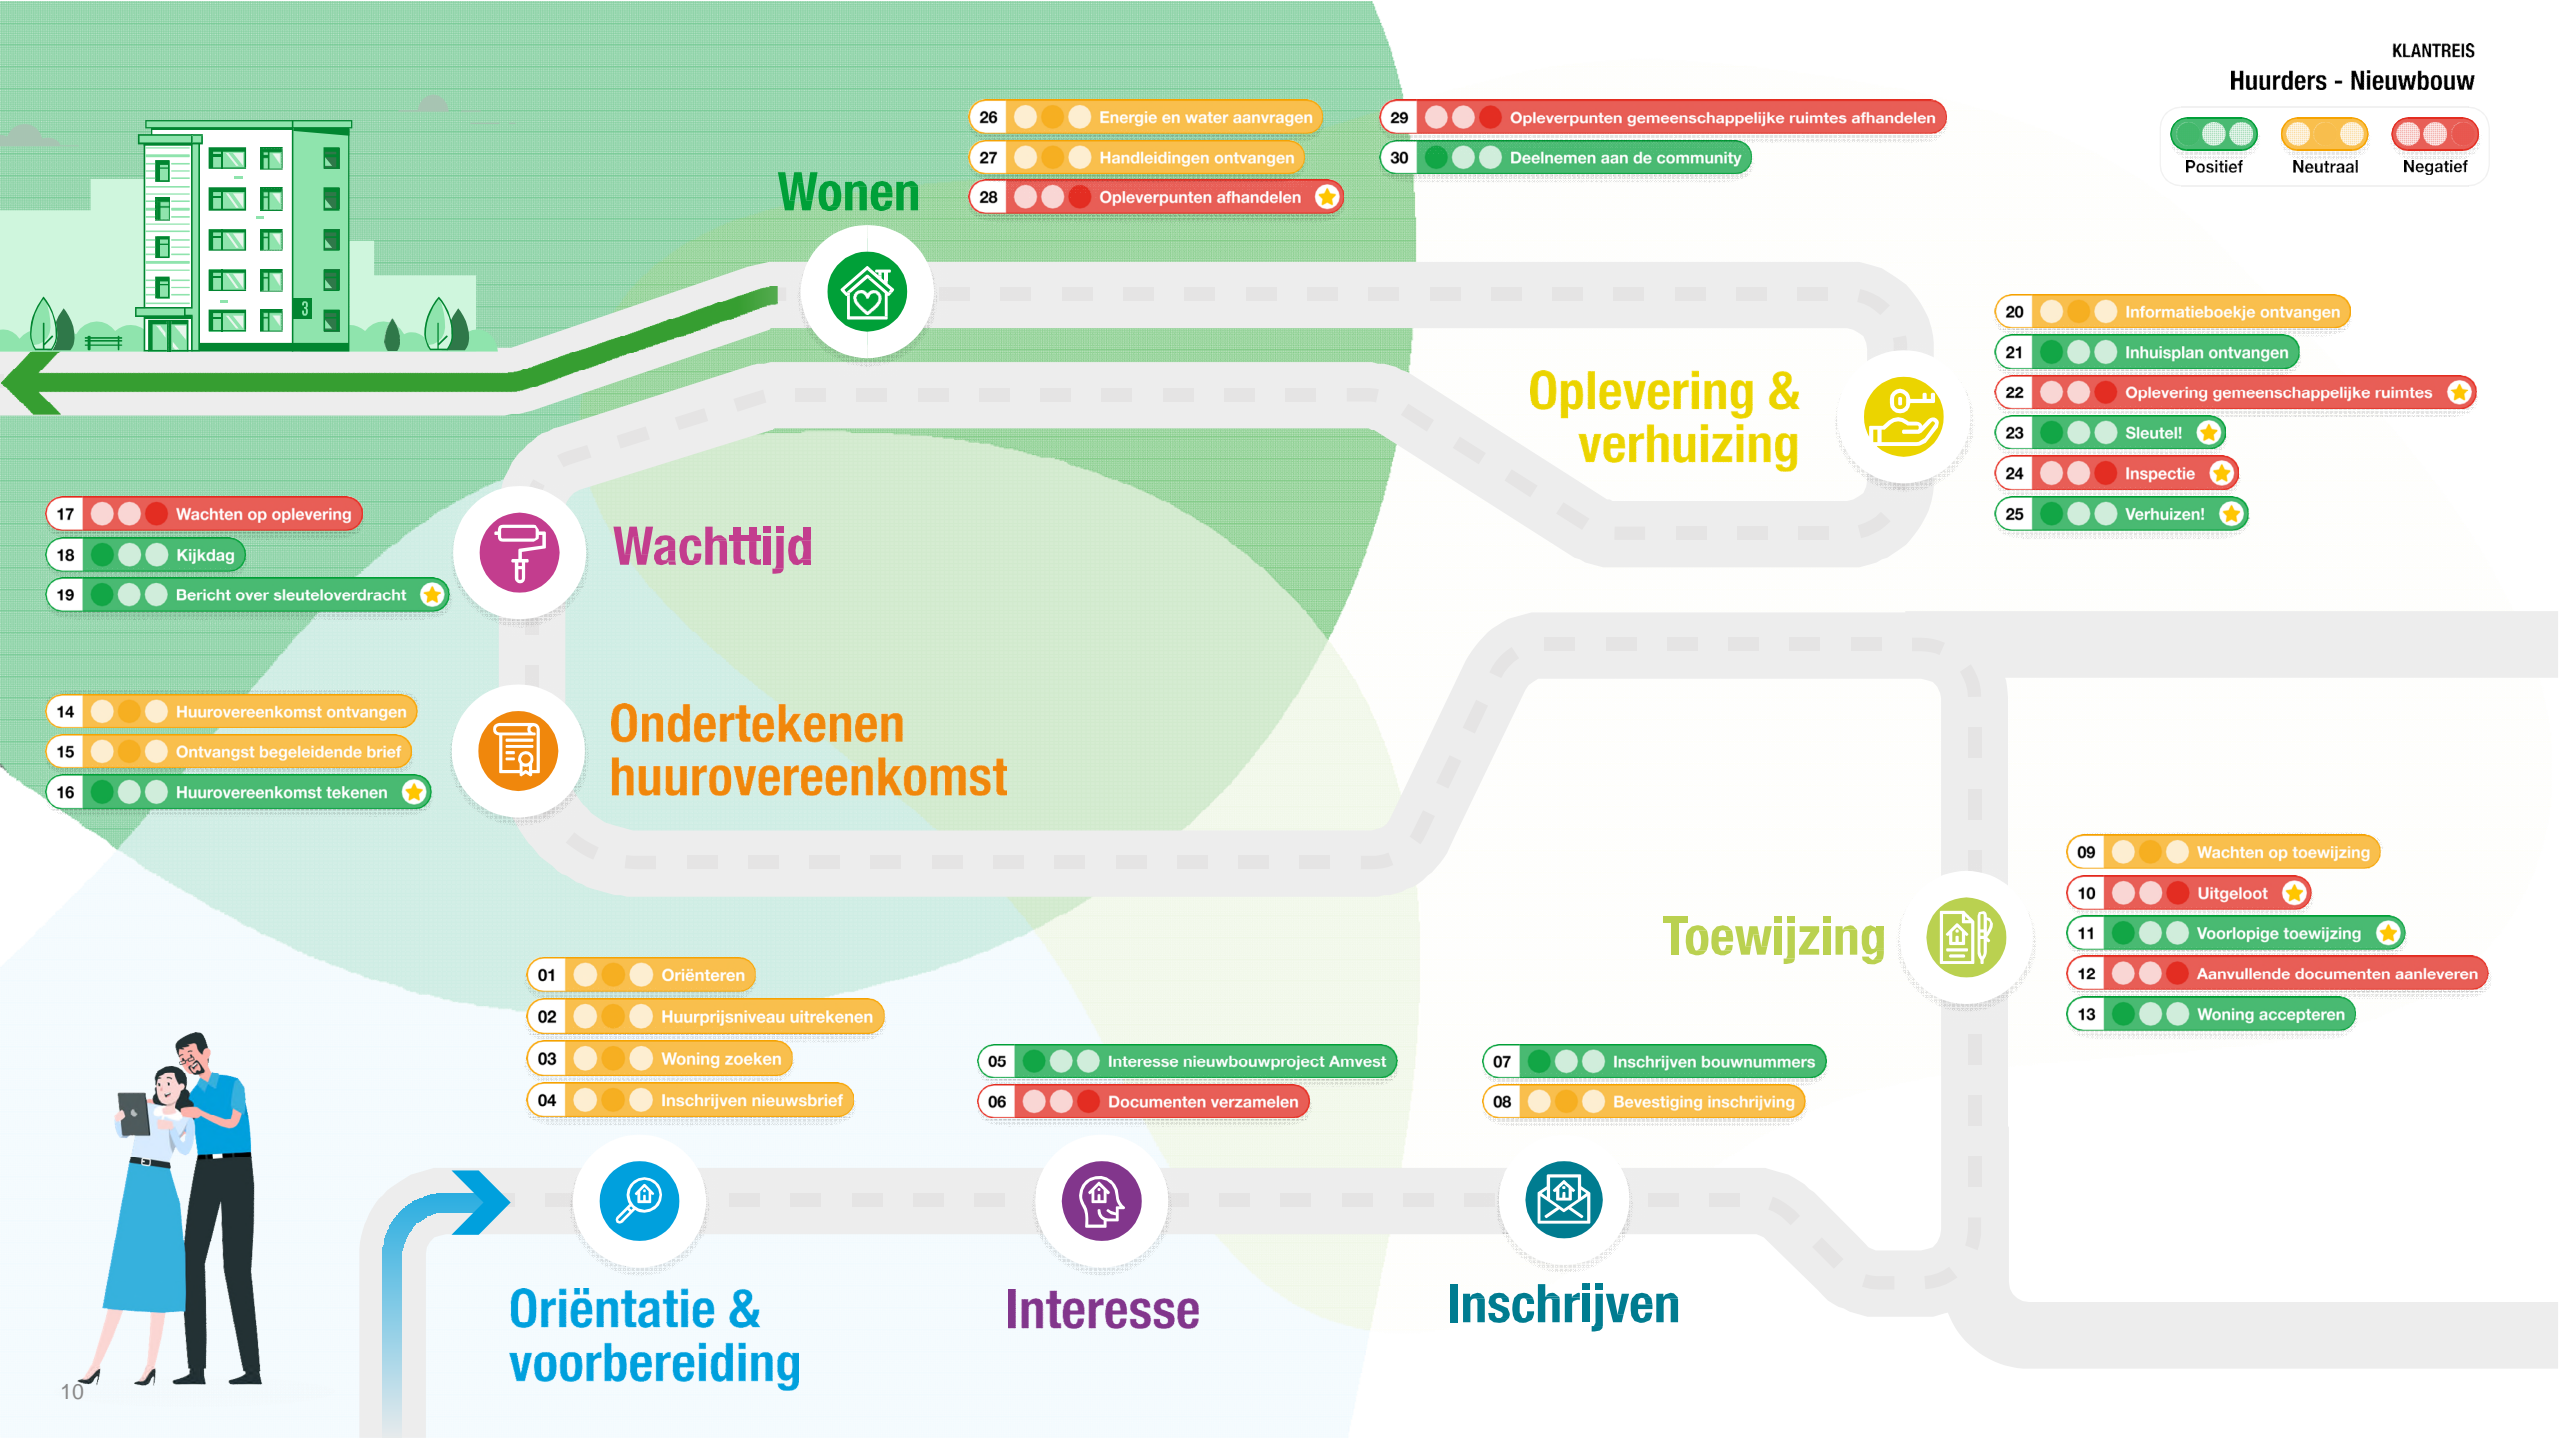 KLANTREIS
Huurders - Nieuwbouw
Positief
Neutraal
Negatief
26 Energie en water aanvragen
27 Handleidingen ontvangen
28 Opleverpunten afhandelen
29 Opleverpunten gemeenschappelijke ruimtes afhandelen
30 Deelnemen aan de community
Wonen
3
20 Informatieboekje ontvangen
21 Inhuisplan ontvangen
22 Oplevering gemeenschappelijke ruimtes
23 Sleutel!
24 Inspectie
25 Verhuizen!
Oplevering &
verhuizing
17 Wachten op oplevering
18 Kijkdag
19 Bericht over sleuteloverdracht
Wachttijd
14 Huurovereenkomst ontvangen
15 Ontvangst begeleidende brief
16 Huurovereenkomst tekenen
Ondertekenen
huurovereenkomst
09 Wachten op toewijzing
10 Uitgeloot
11 Voorlopige toewijzing
12 Aanvullende documenten aanleveren
13 Woning accepteren
Toewijzing
01 Oriënteren
02 Huurprijsniveau uitrekenen
03 Woning zoeken
04 Inschrijven nieuwsbrief
05 Interesse nieuwbouwproject Amvest
06 Documenten verzamelen
07 Inschrijven bouwnummers
08 Bevestiging inschrijving
Oriëntatie &
voorbereiding
Interesse
Inschrijven
10